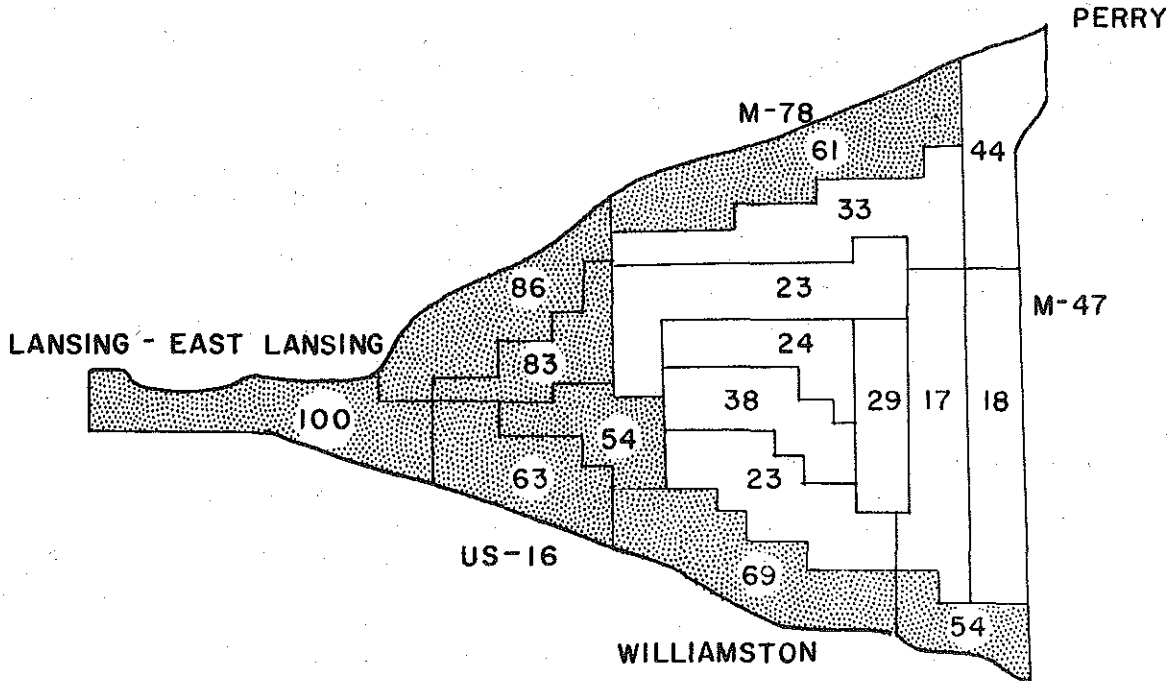 PERRY
M-78
61
44
33
86
23
M-47
LANSING - EAST LANSING
24
83
38
29
17
18
100
54
63
23
US-16
69
54
WILLIAMSTON